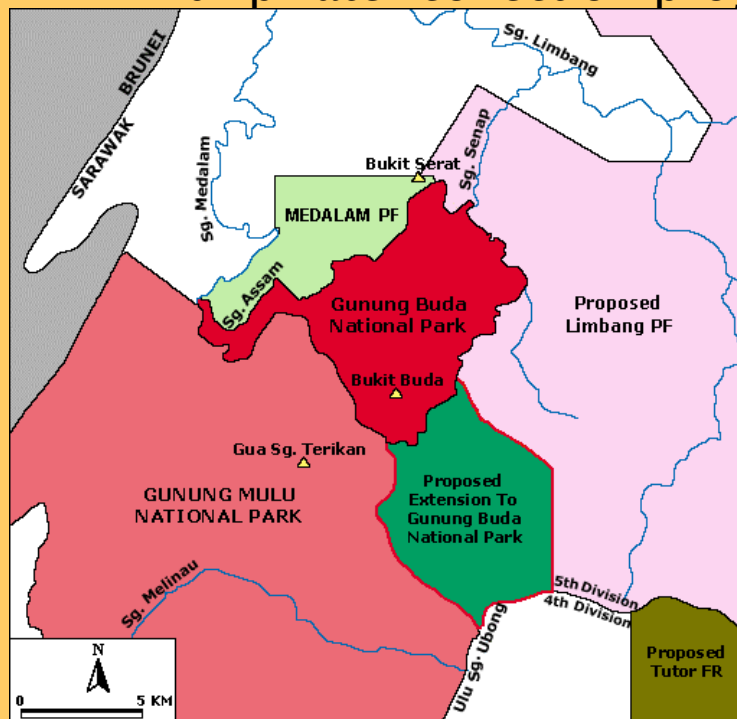 BRUNEI
SARAWAK
Sg. Limbang
Sg. Medalam
Sg. Senap
Bukit Serat
MEDALAM PF
Sg. Assam
Gunung Buda
National Park
Proposed
Limbang PF
Bukit Buda
Gua Sg. Terikan
GUNUNG MULU
NATIONAL PARK
Proposed
Extension To
Gunung Buda
National Park
Sg. Melinau
5th Division
4th Division
Ulu Sg. Ubong
Proposed
Tutor FR
N
0 5 KM